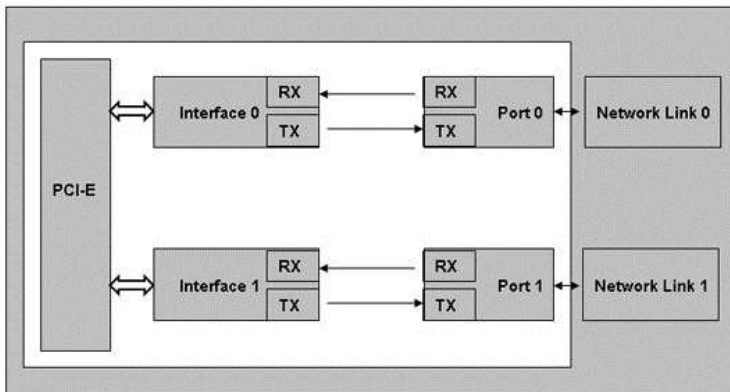 RX
Interface 0
TX
RX
Port 0
TX
Network Link 0
PCI-E
RX
Interface 1
TX
RX
Port 1
TX
Network Link 1